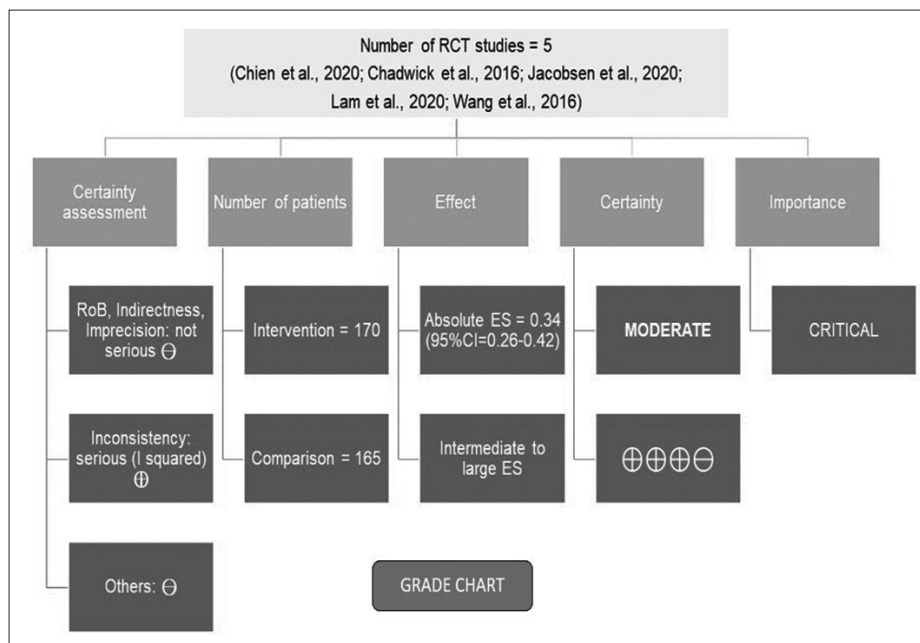 Number of RCT studies = 5
(Chien et al., 2020; Chadwick et al., 2016; Jacobsen et al., 2020;
Lam et al., 2020; Wang et al., 2016)
Certainty
assessment
Number of patients
Effect
Certainty
Importance
RoB, Indirectness,
Imprecision: not
serious ⊖
Intervention = 170
Absolute ES = 0.34
(95%CI=0.26-0.42)
MODERATE
CRITICAL
Inconsistency:
serious (I squared)
⊕
Comparison = 165
Intermediate to
large ES
⊕⊕⊕⊖
Others: ⊖
GRADE CHART